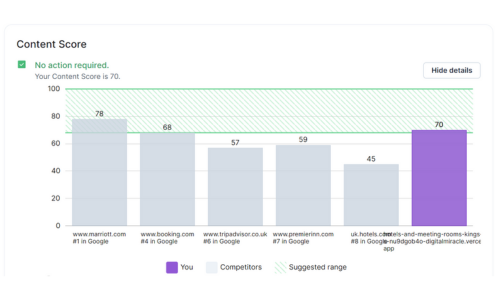 Content Score
No action required.
Your Content Score is 70.
Hide details
100
80
60
40
20
0
78
68
57
59
45
70
www.marriott.com
#1 in Google
www.booking.com
#4 in Google
www.tripadvisor.co.uk
#6 in Google
www.premierinn.com
#7 in Google
uk.hotels.com
#8 in Google
hotels-and-meeting-rooms-kings-
nu9dgob4o-digitalmiracle.verce
app
You
Competitors
Suggested range